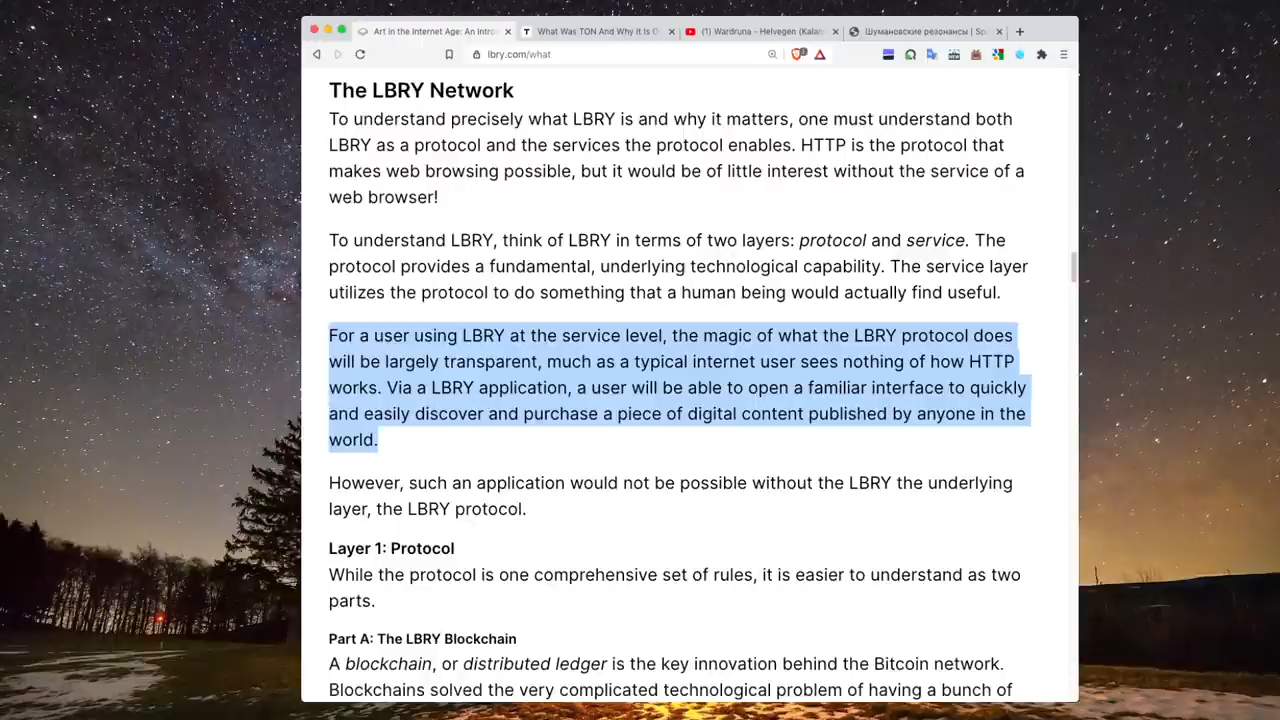 Art in the Internet Age: An Intro
What Was TON And Why It Is O
(1) Wardruna - Helvegen (Kalan
Шумановские резонансы | Sp
lbry.com/what
The LBRY Network
To understand precisely what LBRY is and why it matters, one must understand both
LBRY as a protocol and the services the protocol enables. HTTP is the protocol that
makes web browsing possible, but it would be of little interest without the service of a
web browser!
To understand LBRY, think of LBRY in terms of two layers: protocol and service. The
protocol provides a fundamental, underlying technological capability. The service layer
utilizes the protocol to do something that a human being would actually find useful.
For a user using LBRY at the service level, the magic of what the LBRY protocol does
will be largely transparent, much as a typical internet user sees nothing of how HTTP
works. Via a LBRY application, a user will be able to open a familiar interface to quickly
and easily discover and purchase a piece of digital content published by anyone in the
world.
However, such an application would not be possible without the LBRY the underlying
layer, the LBRY protocol.
Layer 1: Protocol
While the protocol is one comprehensive set of rules, it is easier to understand as two
parts.
Part A: The LBRY Blockchain
A blockchain, or distributed ledger is the key innovation behind the Bitcoin network.
Blockchains solved the very complicated technological problem of having a bunch of